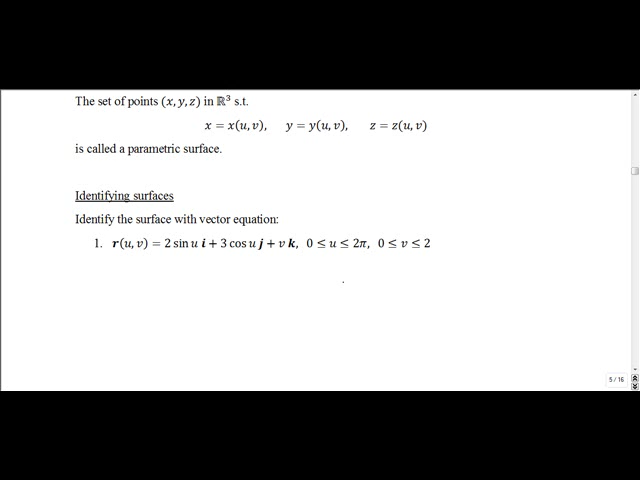 The set of points (x, y, z) in ℝ³ s.t.
x = x(u, v), y = y(u, v), z = z(u, v)
is called a parametric surface.
Identifying surfaces
Identify the surface with vector equation:
1. r(u, v) = 2 sin u i + 3 cos u j + v k, 0 ≤ u ≤ 2π, 0 ≤ v ≤ 2
5 / 16